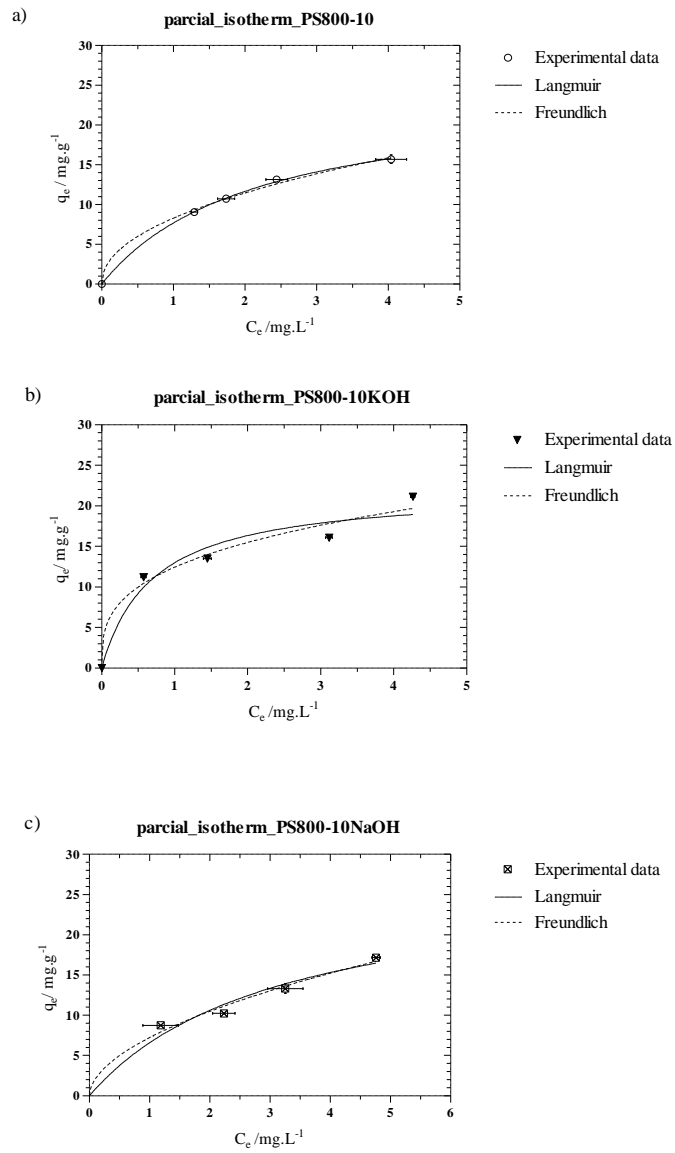 a)
parcial_isotherm_PS800-10
30
25
20
15
10
5
0
q_e / mg.g^-1
0 1 2 3 4 5
C_e /mg.L^-1
Experimental data
Langmuir
Freundlich
b)
parcial_isotherm_PS800-10KOH
30
25
20
15
10
5
0
q_e/ mg.g^-1
0 1 2 3 4 5
C_e /mg.L^-1
Experimental data
Langmuir
Freundlich
c)
parcial_isotherm_PS800-10NaOH
30
25
20
15
10
5
0
q_e/ mg.g^-1
0 1 2 3 4 5 6
C_e /mg.L^-1
Experimental data
Langmuir
Freundlich